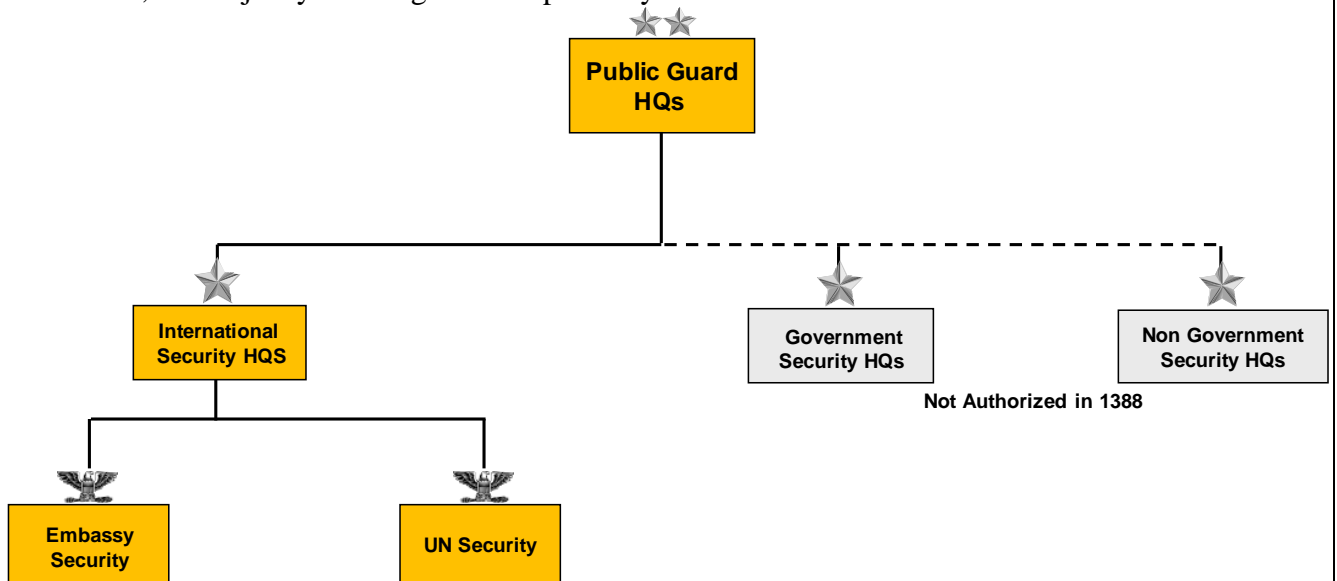 Public Guard
HQs
International
Security HQS
Government
Security HQs
Non Government
Security HQs
Not Authorized in 1388
Embassy
Security
UN Security